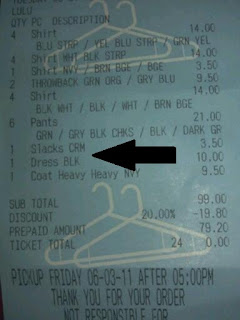 LULU
QTY PC DESCRIPTION
4 Shirt 14.00
BLU STRP / YEL BLU STRP / GRN YEL
4 Shirt WHT BLK STRP 14.00
1 Shirt NVY / BRN BGE / BGE 3.50
2 THROWBACK GRN ORG / GRY BLU 9.50
4 Shirt 14.00
BLK WHT / BLK / WHT / BRN BGE
6 Pants 21.00
GRN / GRY BLK CHKS / BLK / DARK GR
1 Slacks CRM 3.50
1 Dress BLK 10.00
1 Coat Heavy Heavy NVY 9.50
SUB TOTAL 99.00
DISCOUNT 20.00% -19.80
PREPAID AMOUNT 79.20
TICKET TOTAL 24 0.00
PICKUP FRIDAY 06-03-11 AFTER 05:00PM
THANK YOU FOR YOUR ORDER
NOT RESPONSIBLE FOR